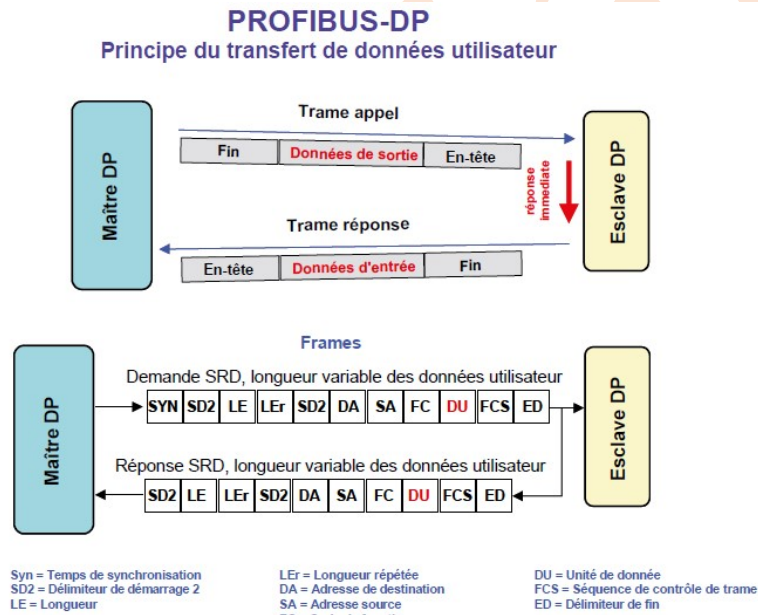 PROFIBUS-DP
Principe du transfert de données utilisateur
Maître DP
Trame appel
Fin Données de sortie En-tête
réponse
immediate
Esclave DP
Trame réponse
En-tête Données d'entrée Fin
Frames
Maître DP
Demande SRD, longueur variable des données utilisateur
SYN SD2 LE LEr SD2 DA SA FC DU FCS ED
Esclave DP
Réponse SRD, longueur variable des données utilisateur
SD2 LE LEr SD2 DA SA FC DU FCS ED
Syn = Temps de synchronisation
SD2 = Délimiteur de démarrage 2
LE = Longueur
LEr = Longueur répétée
DA = Adresse de destination
SA = Adresse source
DU = Unité de donnée
FCS = Séquence de contrôle de trame
ED = Délimiteur de fin